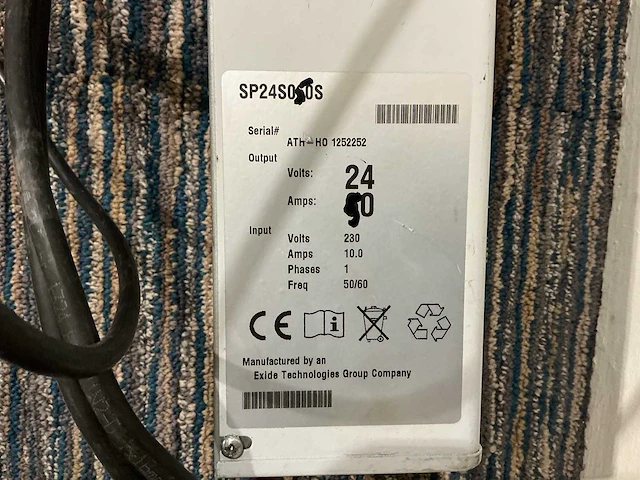 Serial#
HO 1252252
Output
Volts: 24
Amps:
Input
Volts 230
Amps 10.0
Phases 1
Freq 50/60
CE
Manufactured by an
Exide Technologies Group Company